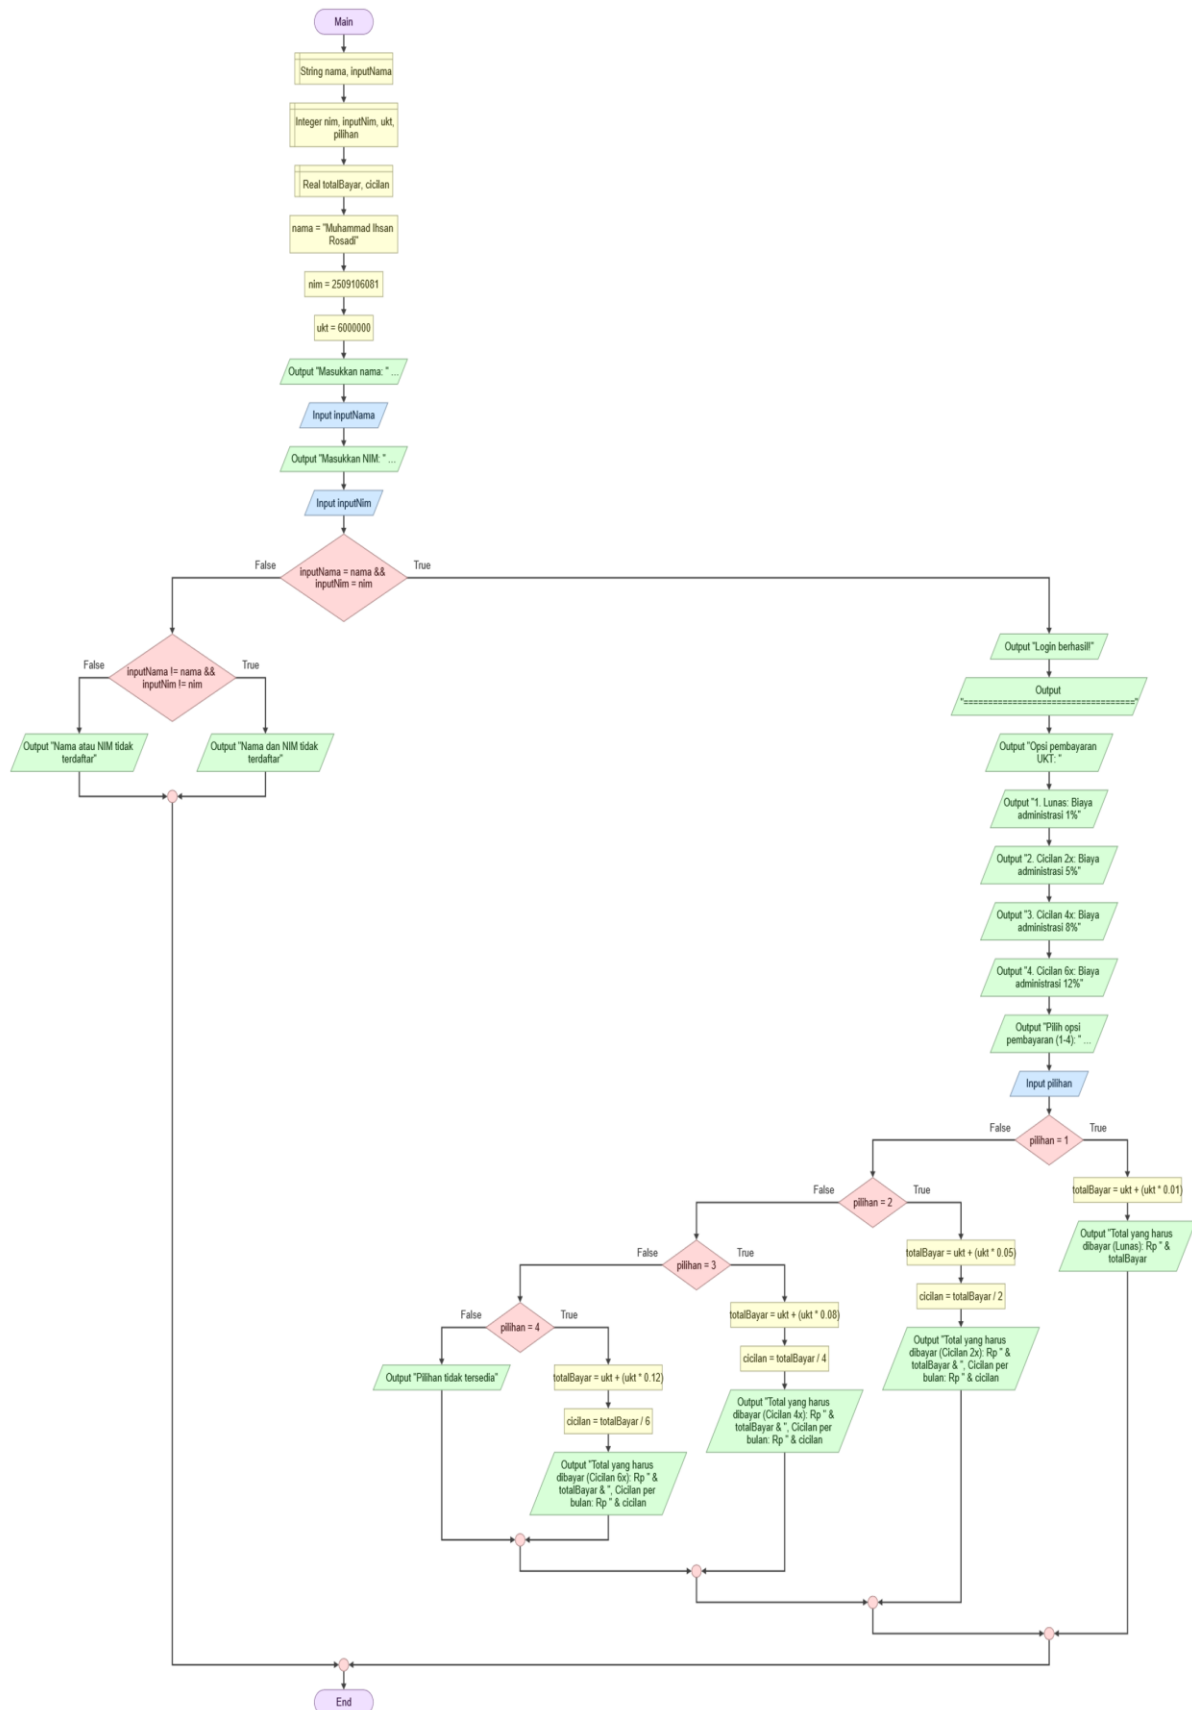 Main
String nama, inputNama
Integer nim, inputNim, ukt,
pilihan
Real totalBayar, cicilan
nama = "Muhammad Ihsan
Rosadi"
nim = 2509106081
ukt = 6000000
Output "Masukkan nama: " ...
Input inputNama
Output "Masukkan NIM: " ...
Input inputNim
False
True
inputNama = nama &&
inputNim = nim
False
True
inputNama != nama &&
inputNim != nim
Output "Nama atau NIM tidak
terdaftar"
Output "Nama dan NIM tidak
terdaftar"
Output "Login berhasil!"
Output
"==================================="
Output "Opsi pembayaran
UKT: "
Output "1. Lunas: Biaya
administrasi 1%"
Output "2. Cicilan 2x: Biaya
administrasi 5%"
Output "3. Cicilan 4x: Biaya
administrasi 8%"
Output "4. Cicilan 6x: Biaya
administrasi 12%"
Output "Pilih opsi
pembayaran (1-4): " ...
Input pilihan
False
True
pilihan = 1
totalBayar = ukt + (ukt * 0.01)
Output "Total yang harus
dibayar (Lunas): Rp " &
totalBayar
False
True
pilihan = 2
totalBayar = ukt + (ukt * 0.05)
cicilan = totalBayar / 2
Output "Total yang harus
dibayar (Cicilan 2x): Rp " &
totalBayar & ", Cicilan per
bulan: Rp " & cicilan
False
True
pilihan = 3
totalBayar = ukt + (ukt * 0.08)
cicilan = totalBayar / 4
Output "Total yang harus
dibayar (Cicilan 4x): Rp " &
totalBayar & ", Cicilan per
bulan: Rp " & cicilan
False
True
pilihan = 4
Output "Pilihan tidak tersedia"
totalBayar = ukt + (ukt * 0.12)
cicilan = totalBayar / 6
Output "Total yang harus
dibayar (Cicilan 6x): Rp " &
totalBayar & ", Cicilan per
bulan: Rp " & cicilan
End